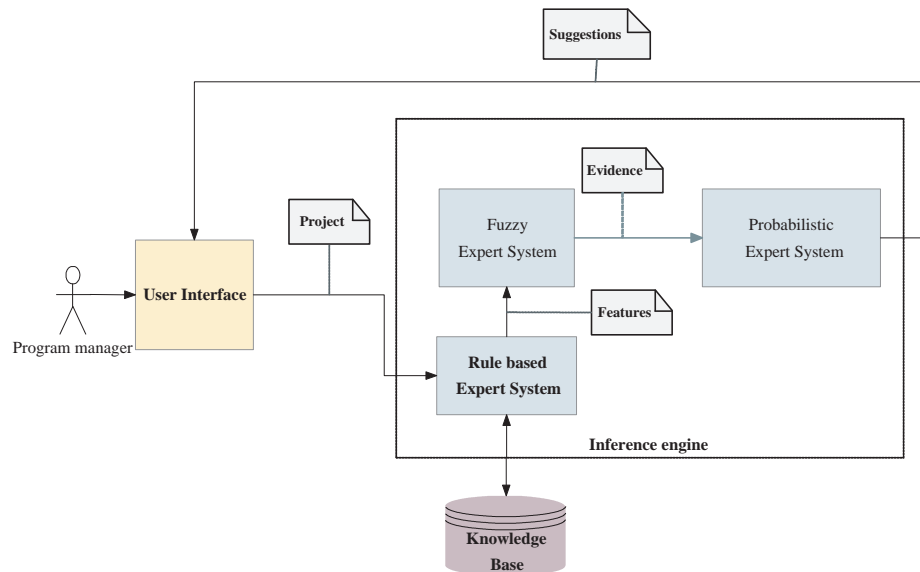 Suggestions
Evidence
Project
Fuzzy
Expert System
Probabilistic
Expert System
User Interface
Features
Program manager
Rule based
Expert System
Inference engine
Knowledge
Base